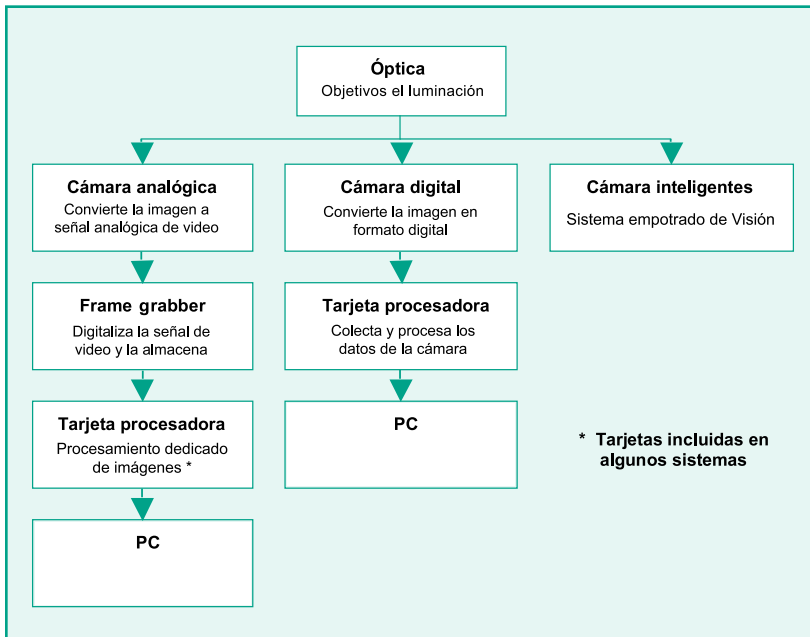 Óptica
Objetivos el luminación
Cámara analógica
Convierte la imagen a
señal analógica de video
Frame grabber
Digitaliza la señal de
video y la almacena
Tarjeta procesadora
Procesamiento dedicado
de imágenes *
PC
Cámara digital
Convierte la imagen en
formato digital
Tarjeta procesadora
Colecta y procesa los
datos de la cámara
PC
Cámara inteligentes
Sistema empotrado de Visión
* Tarjetas incluidas en
algunos sistemas